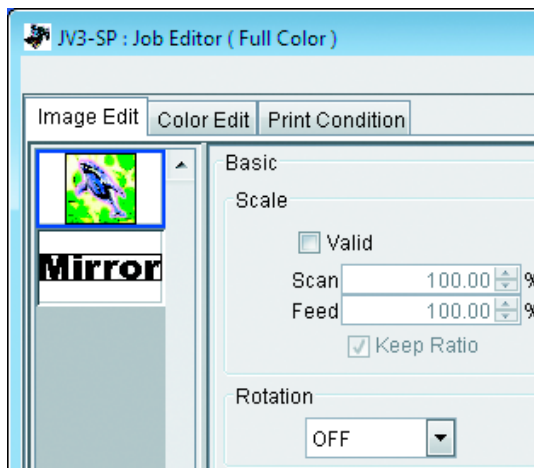 JV3-SP : Job Editor ( Full Color )
Image Edit Color Edit Print Condition
Basic
Scale
Valid
Mirror
Scan 100.00 %
Feed 100.00 %
Keep Ratio
Rotation
OFF